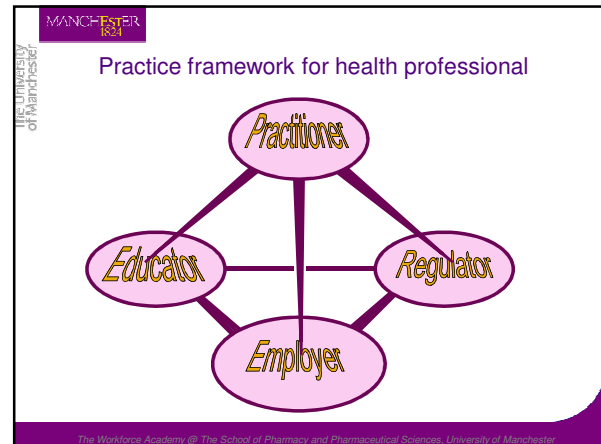 MANCHESTER
1824
The University
of Manchester
Practice framework for health professional
Practitioner
Educator
Regulator
Employer
The Workforce Academy @ The School of Pharmacy and Pharmaceutical Sciences, University of Manchester